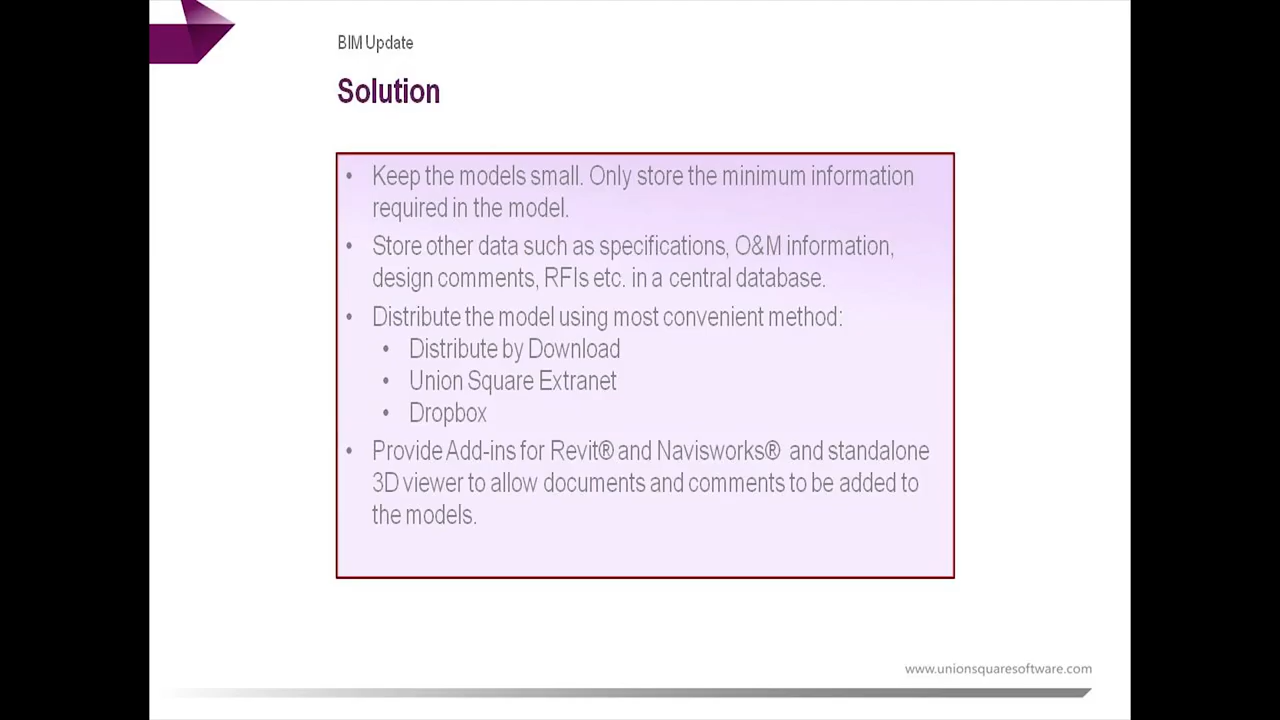 BIM Update
Solution
• Keep the models small. Only store the minimum information
required in the model.
• Store other data such as specifications, O&M information,
design comments, RFIs etc. in a central database.
• Distribute the model using most convenient method:
• Distribute by Download
• Union Square Extranet
• Dropbox
• Provide Add-ins for Revit® and Navisworks® and standalone
3D viewer to allow documents and comments to be added to
the models.
www.unionsquaresoftware.com